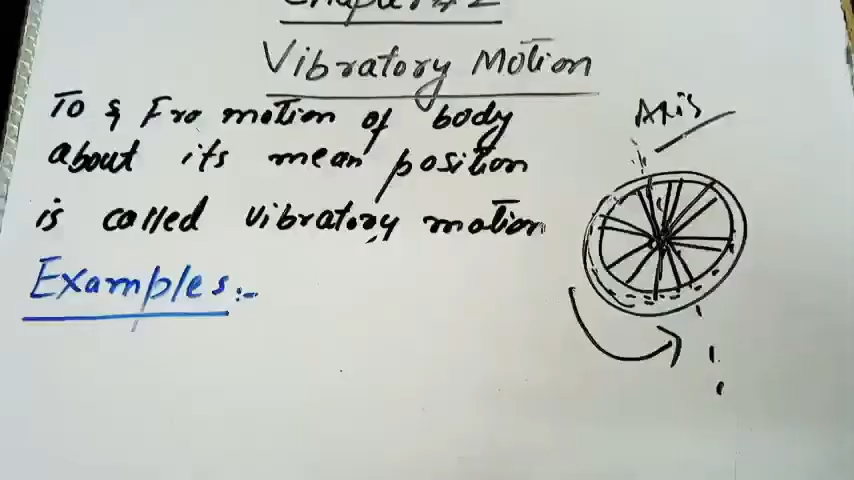 Vibratory Motion
To & Fro motion of body
about its mean position
is called vibratory motion
Examples:-
Axis